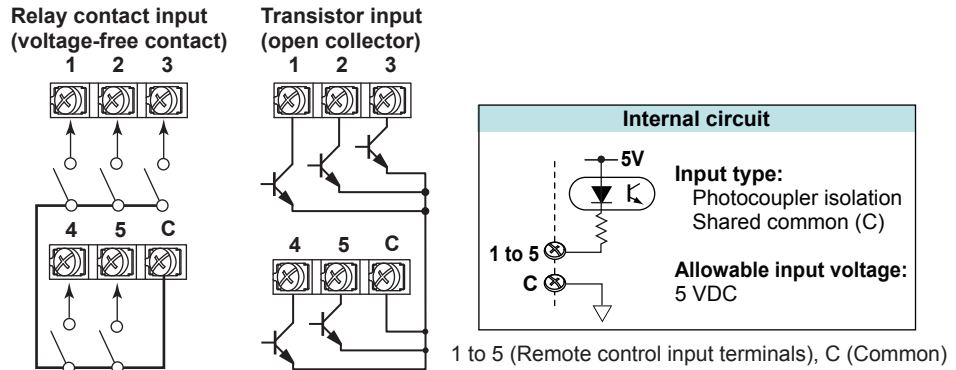 Relay contact input
(voltage-free contact)
1 2 3
4 5 C
Transistor input
(open collector)
1 2 3
4 5 C
Internal circuit
5V
1 to 5
C
Input type:
Photocoupler isolation
Shared common (C)
Allowable input voltage:
5 VDC
1 to 5 (Remote control input terminals), C (Common)